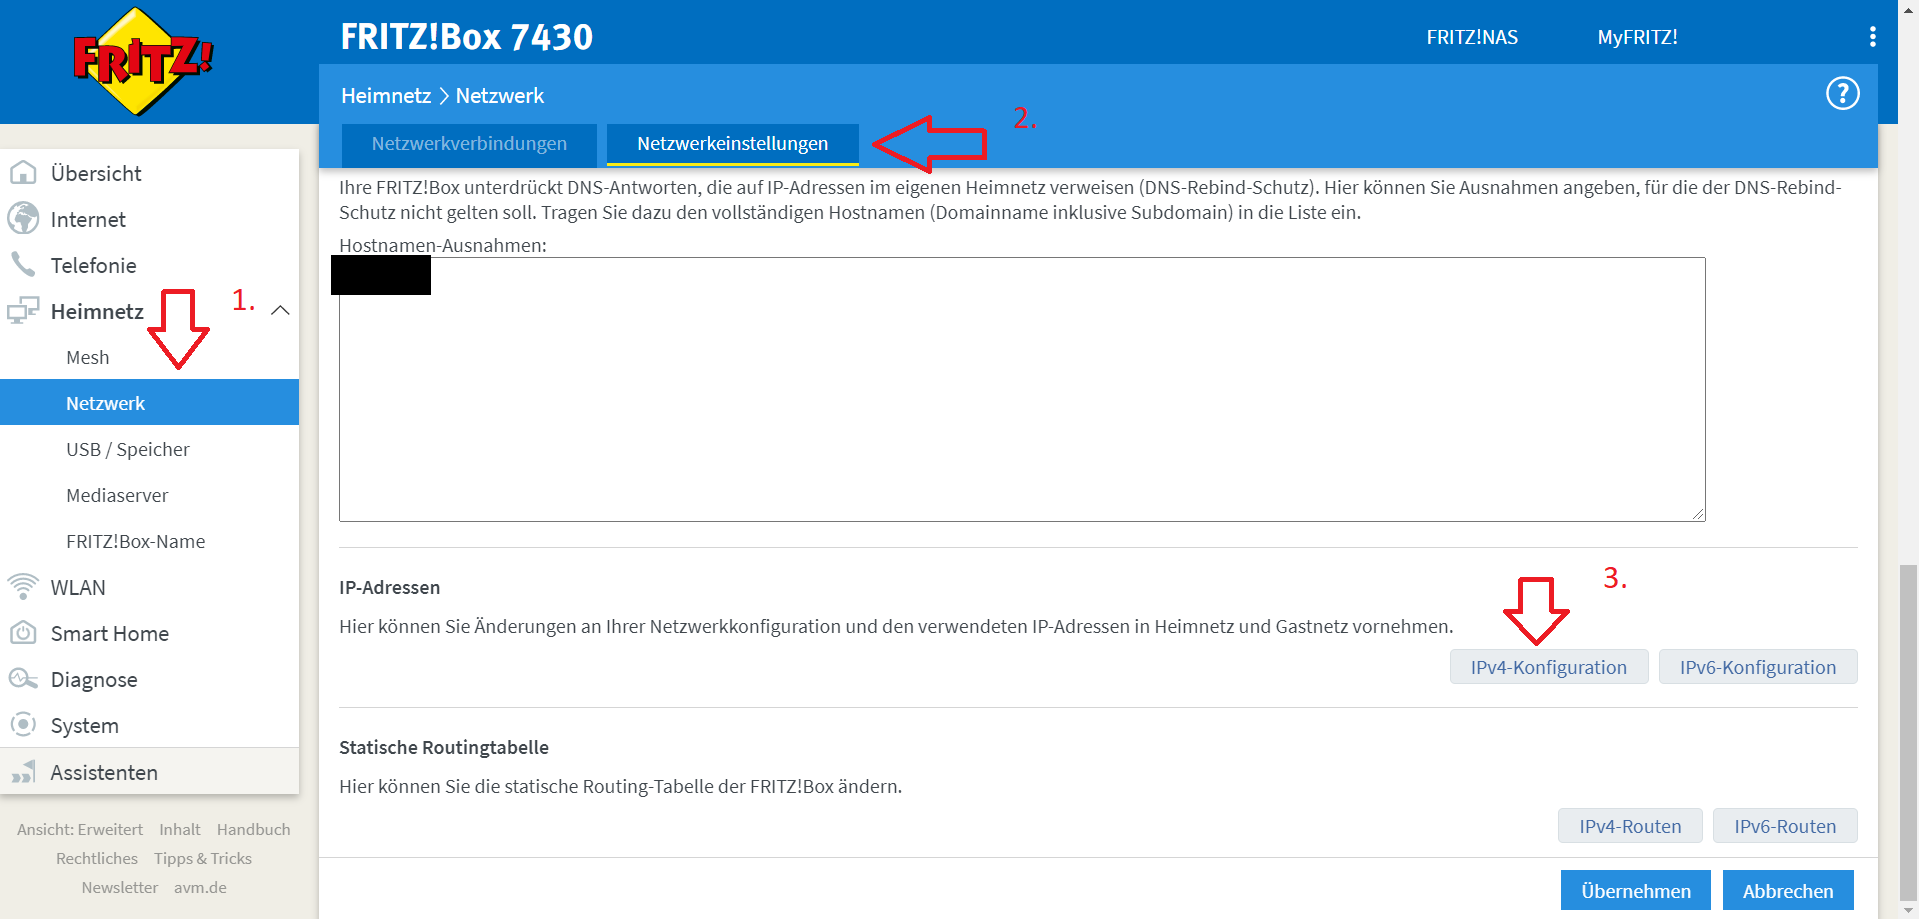 FRITZ!
FRITZ!Box 7430
FRITZ!NAS
MyFRITZ!
Heimnetz > Netzwerk
?
Netzwerkverbindungen
Netzwerkeinstellungen
2.
Übersicht
Internet
Telefonie
Heimnetz
1.
Mesh
Netzwerk
USB / Speicher
Mediaserver
FRITZ!Box-Name
WLAN
Smart Home
Diagnose
System
Assistenten
Ansicht: Erweitert Inhalt Handbuch
Rechtliches Tipps & Tricks
Newsletter avm.de
Ihre FRITZ!Box unterdrückt DNS-Antworten, die auf IP-Adressen im eigenen Heimnetz verweisen (DNS-Rebind-Schutz). Hier können Sie Ausnahmen angeben, für die der DNS-Rebind-
Schutz nicht gelten soll. Tragen Sie dazu den vollständigen Hostnamen (Domainname inklusive Subdomain) in die Liste ein.
Hostnamen-Ausnahmen:
IP-Adressen
3.
Hier können Sie Änderungen an Ihrer Netzwerkkonfiguration und den verwendeten IP-Adressen in Heimnetz und Gastnetz vornehmen.
IPv4-Konfiguration
IPv6-Konfiguration
Statische Routingtabelle
Hier können Sie die statische Routing-Tabelle der FRITZ!Box ändern.
IPv4-Routen
IPv6-Routen
Übernehmen
Abbrechen